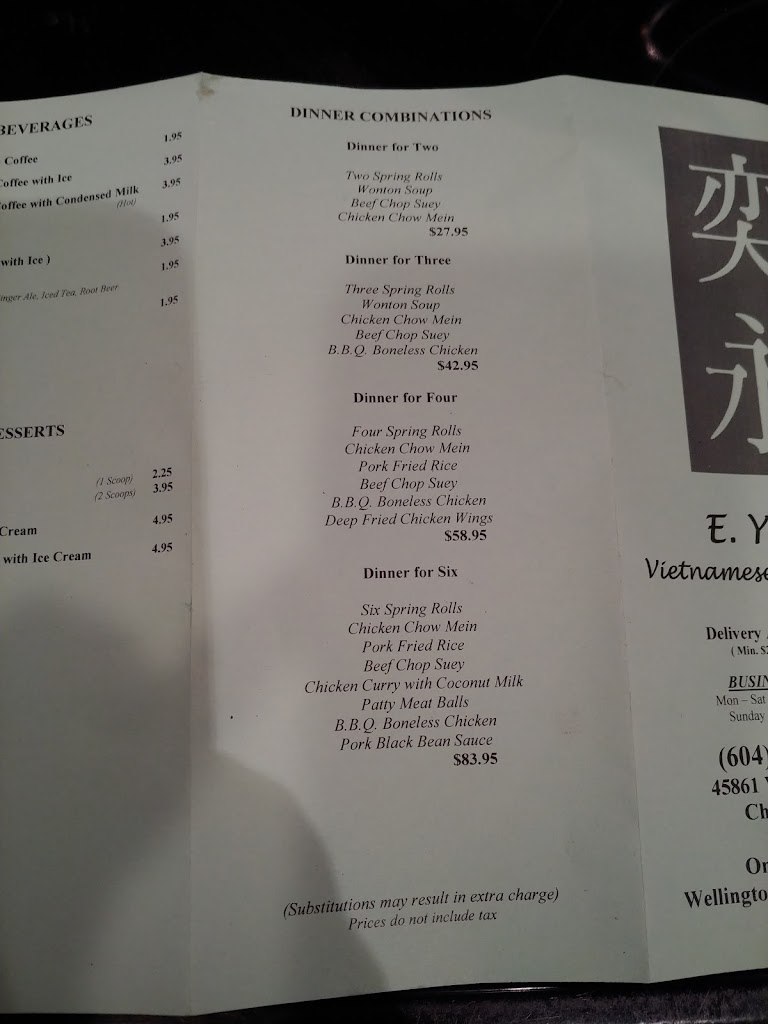 BEVERAGES
1.95
Coffee
3.95
Coffee with Ice
3.95
Coffee with Condensed Milk
(Hot)
1.95
3.95
with Ice )
1.95
Ginger Ale, Iced Tea, Root Beer
1.95
DESSERTS
(1 Scoop) 2.25
(2 Scoops) 3.95
4.95
Cream
4.95
with Ice Cream
DINNER COMBINATIONS
Dinner for Two
Two Spring Rolls
Wonton Soup
Beef Chop Suey
Chicken Chow Mein
$27.95
Dinner for Three
Three Spring Rolls
Wonton Soup
Chicken Chow Mein
Beef Chop Suey
B.B.Q. Boneless Chicken
$42.95
Dinner for Four
Four Spring Rolls
Chicken Chow Mein
Pork Fried Rice
Beef Chop Suey
B.B.Q. Boneless Chicken
Deep Fried Chicken Wings
$58.95
Dinner for Six
Six Spring Rolls
Chicken Chow Mein
Pork Fried Rice
Beef Chop Suey
Chicken Curry with Coconut Milk
Patty Meat Balls
B.B.Q. Boneless Chicken
Pork Black Bean Sauce
$83.95
(Substitutions may result in extra charge)
Prices do not include tax
奕
永
E. Y
Vietnamese
Delivery
( Min. $2
BUSIN
Mon – Sat
Sunday
(604)
45861
Ch
On
Wellingto